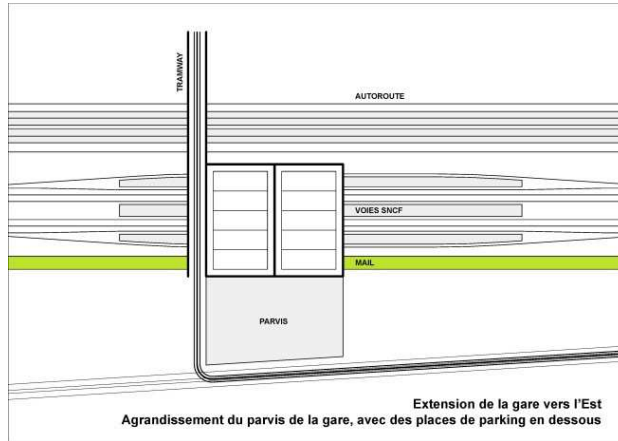 TRAMWAY
AUTOROUTE
VOIES SNCF
MAIL
PARVIS
Extension de la gare vers l'Est
Agrandissement du parvis de la gare, avec des places de parking en dessous